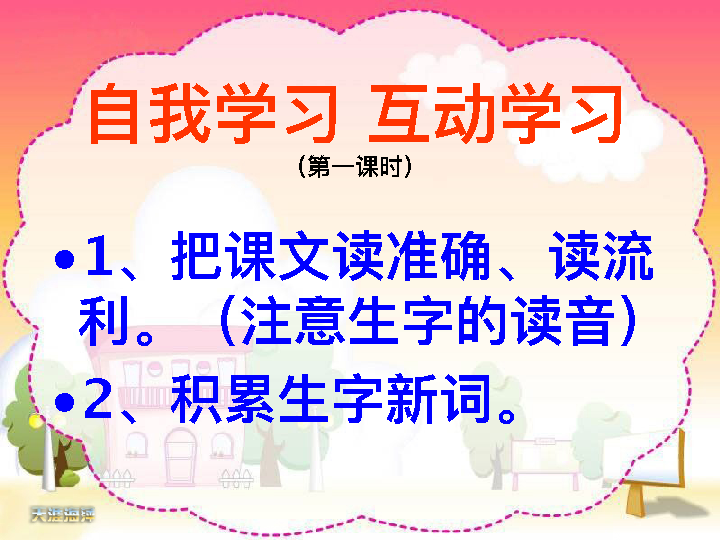 自我学习 互动学习
（第一课时）
•1、把课文读准确、读流
利。（注意生字的读音）
•2、积累生字新词。